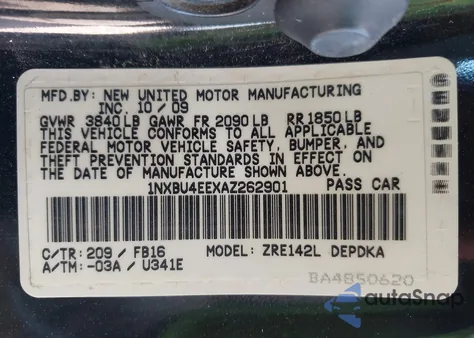 MFD.BY: NEW UNITED MOTOR MANUFACTURING
INC. 10 / 09
GVWR 3840 LB GAWR FR 2090 LB RR 1850 LB
THIS VEHICLE CONFORMS TO ALL APPLICABLE
FEDERAL MOTOR VEHICLE SAFETY, BUMPER, AND
THEFT PREVENTION STANDARDS IN EFFECT ON
THE DATE OF MANUFACTURE SHOWN ABOVE.
1NXBU4EEXAZ262901 PASS CAR
C/TR: 209 / FB16 MODEL: ZRE142L DEPDKA
A/TM: -03A / U341E
BA4850620
autoSnap